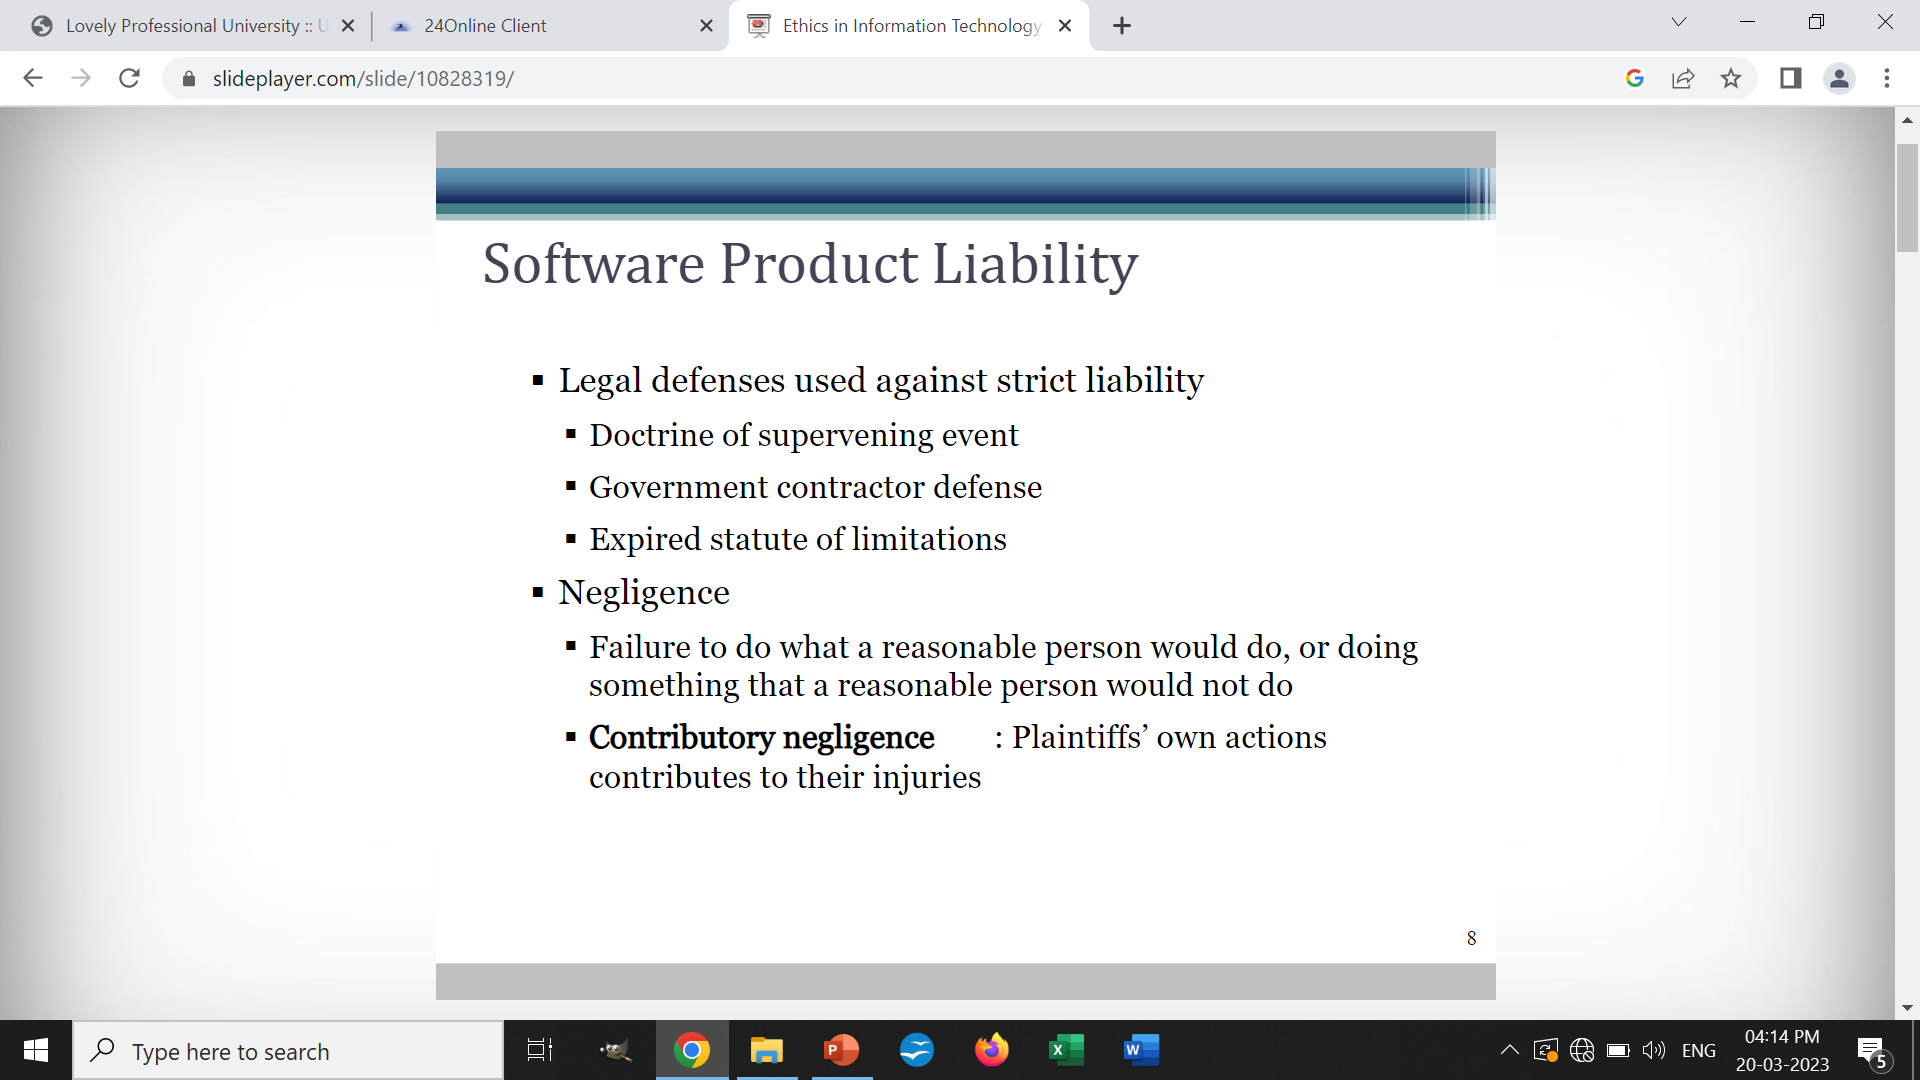 Lovely Professional University :: U
24Online Client
Ethics in Information Technology
slideplayer.com/slide/10828319/
Software Product Liability
▪ Legal defenses used against strict liability
▪ Doctrine of supervening event
▪ Government contractor defense
▪ Expired statute of limitations
▪ Negligence
▪ Failure to do what a reasonable person would do, or doing
something that a reasonable person would not do
▪ Contributory negligence : Plaintiffs’ own actions
contributes to their injuries
8
Type here to search
ENG
04:14 PM
20-03-2023
5